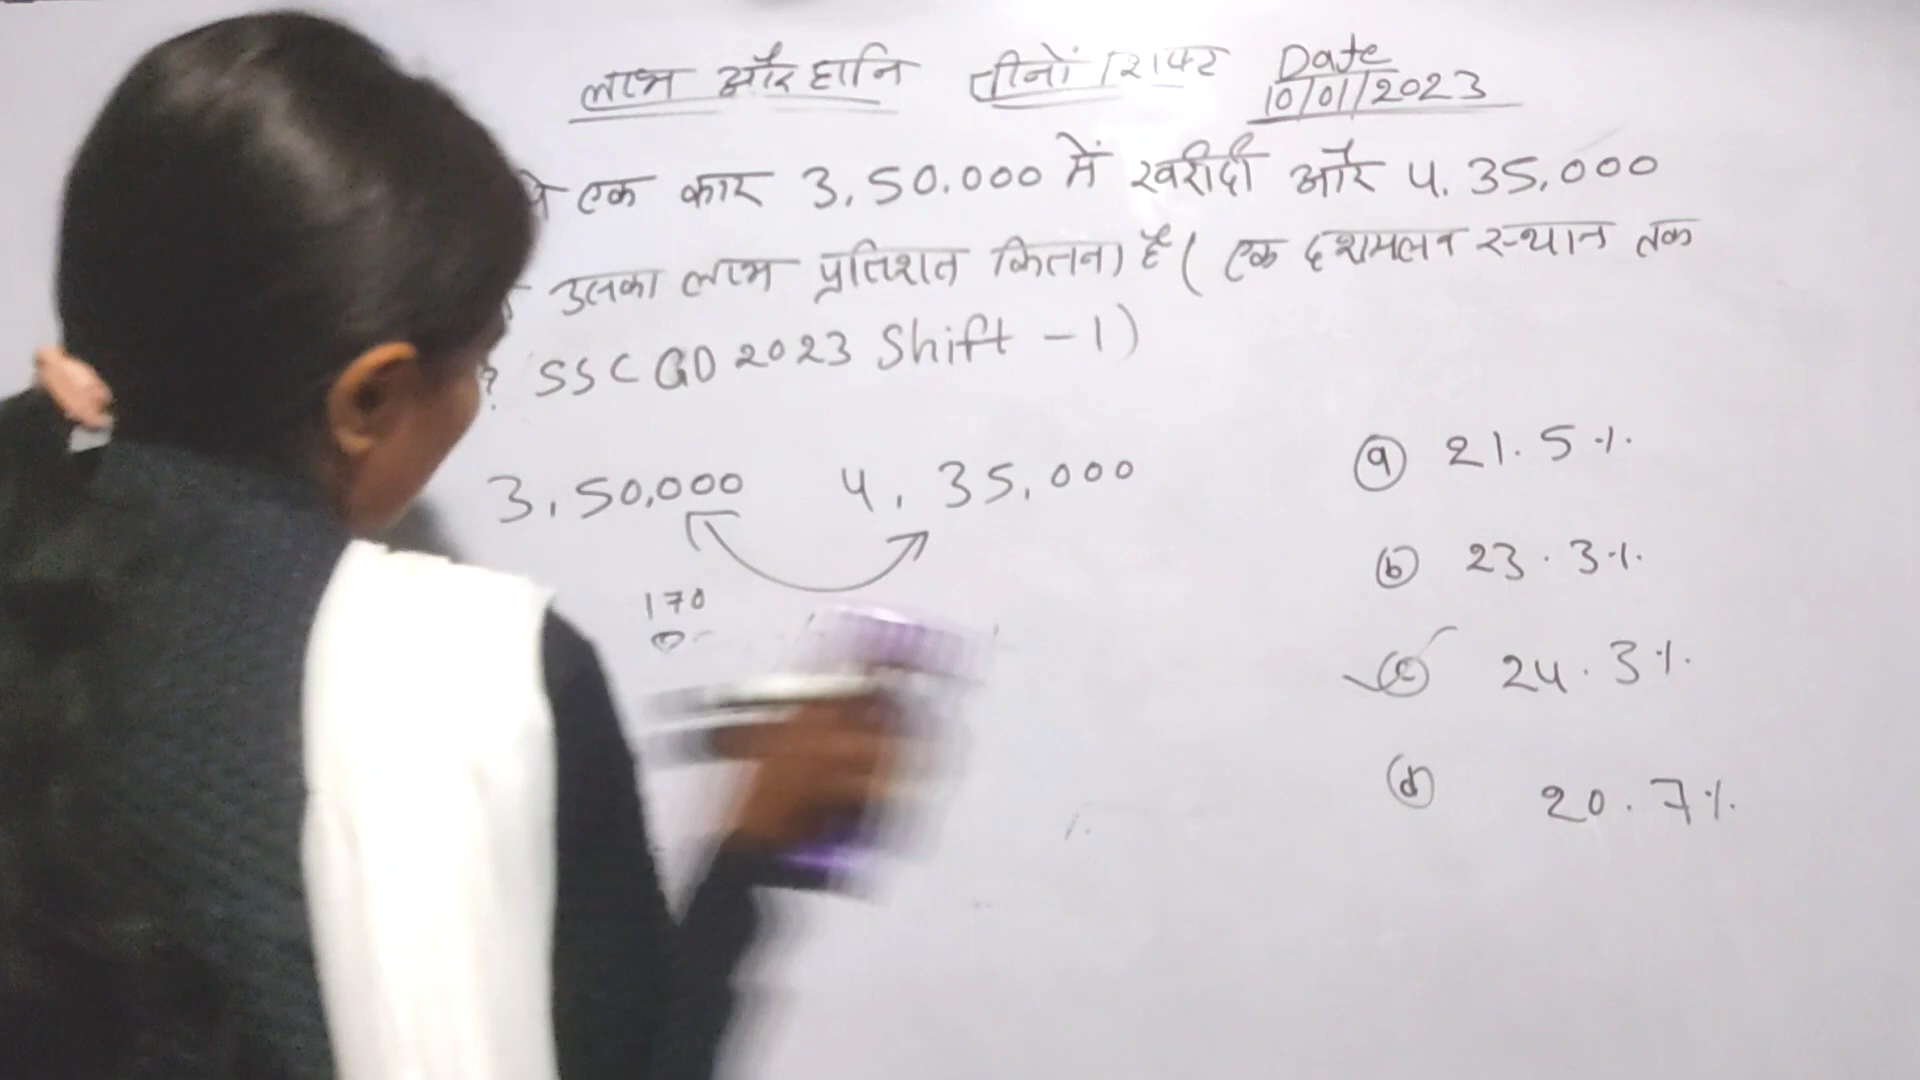 लाभ और हानि तीनों शिफ्ट Date
10/01/2023
एक कार 3,50,000 में खरीदी और 4,35,000
उसका लाभ प्रतिशत कितना है ( एक दशमलव स्थान तक
? SSC GD 2023 Shift - 1)
3,50,000 4,35,000
170
(a) 21.5%
(b) 23.3%
(c) 24.3%
(d) 20.7%